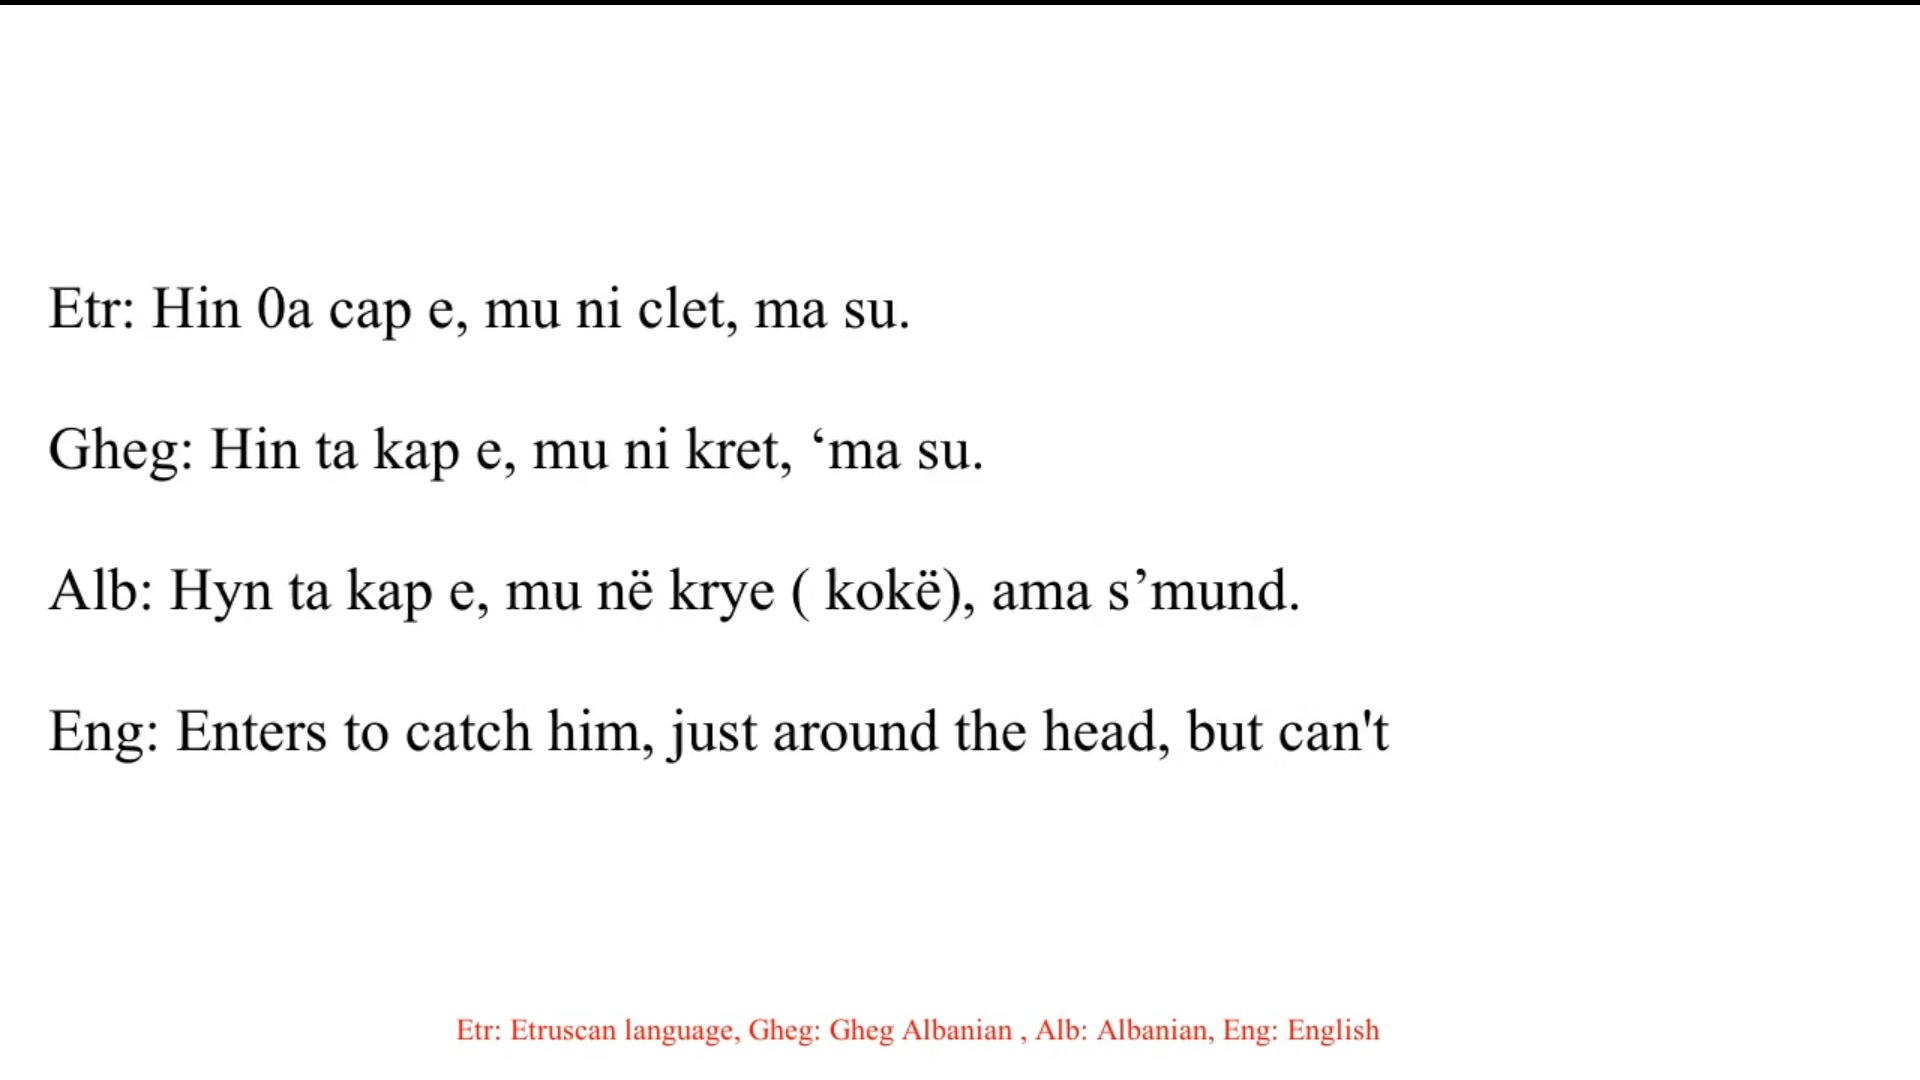 Etr: Hin 0a cap e, mu ni clet, ma su.
Gheg: Hin ta kap e, mu ni kret, ‘ma su.
Alb: Hyn ta kap e, mu në krye ( kokë), ama s’mund.
Eng: Enters to catch him, just around the head, but can't
Etr: Etruscan language, Gheg: Gheg Albanian , Alb: Albanian, Eng: English